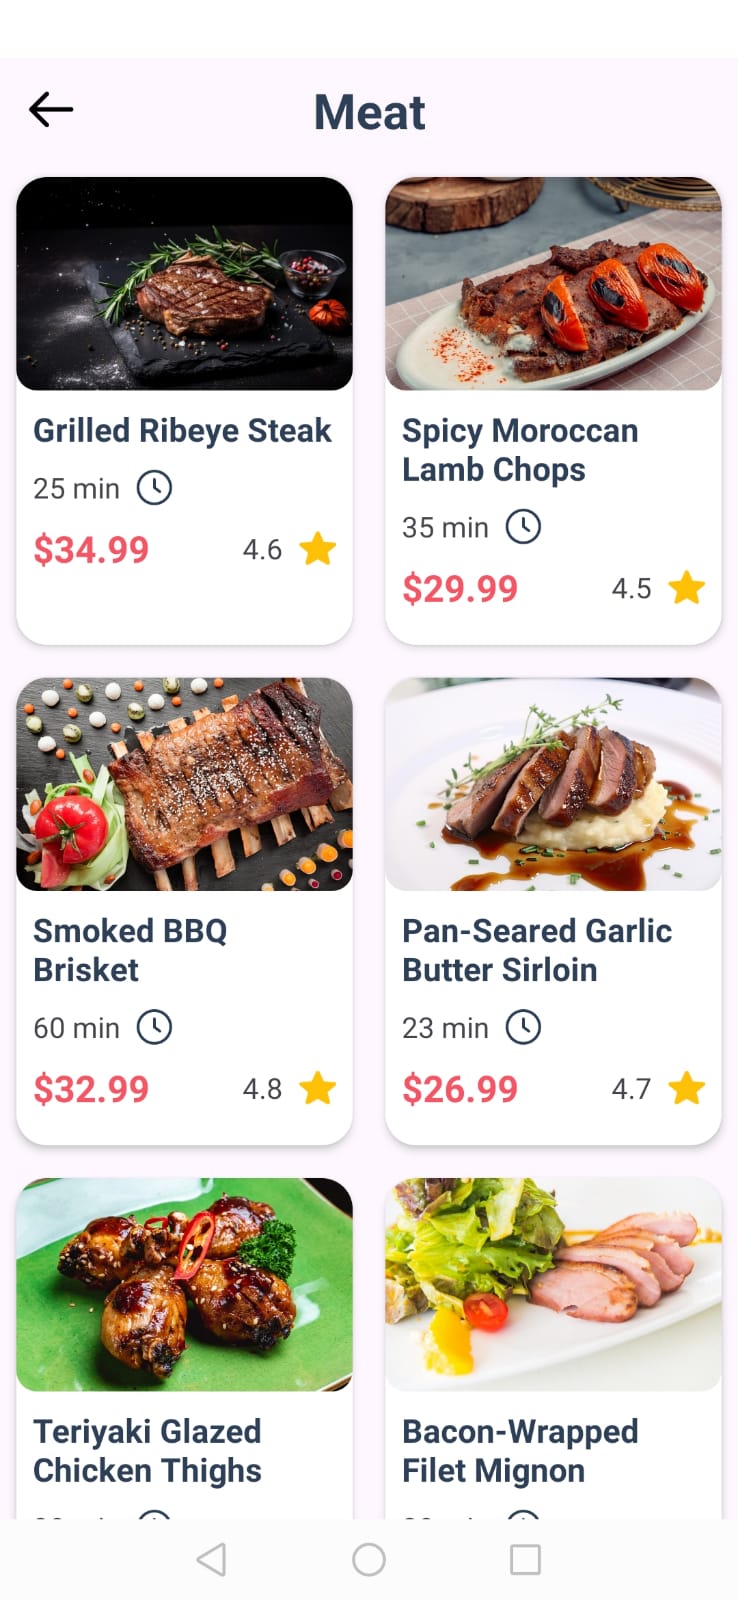 Meat
Grilled Ribeye Steak
25 min
$34.99
4.6
Spicy Moroccan
Lamb Chops
35 min
$29.99
4.5
Smoked BBQ
Brisket
60 min
$32.99
4.8
Pan-Seared Garlic
Butter Sirloin
23 min
$26.99
4.7
Teriyaki Glazed
Chicken Thighs
Bacon-Wrapped
Filet Mignon